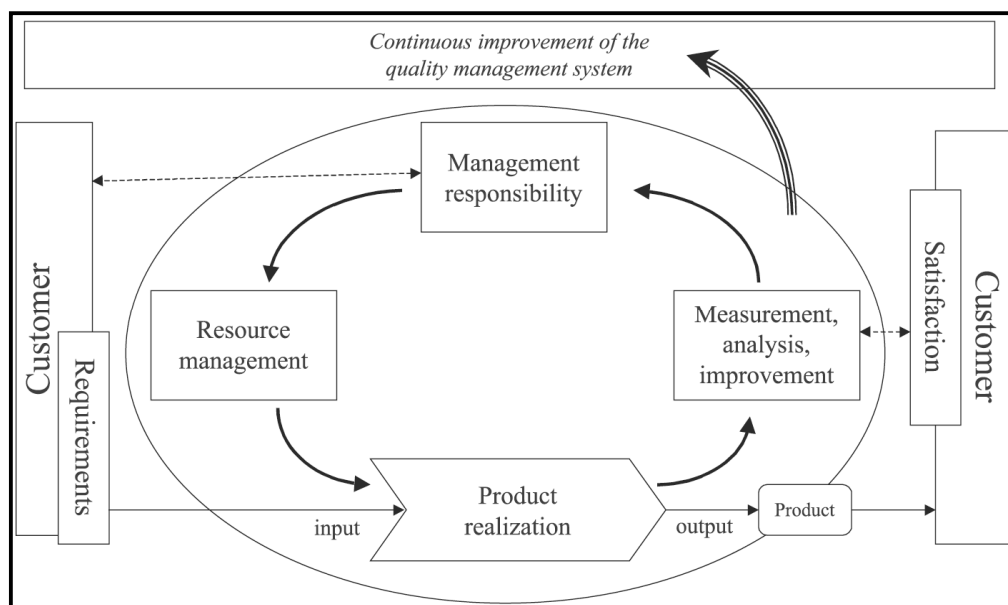 Continuous improvement of the
quality management system
Customer
Requirements
Management
responsibility
Resource
management
Measurement,
analysis,
improvement
Satisfaction
Customer
input
Product
realization
output
Product